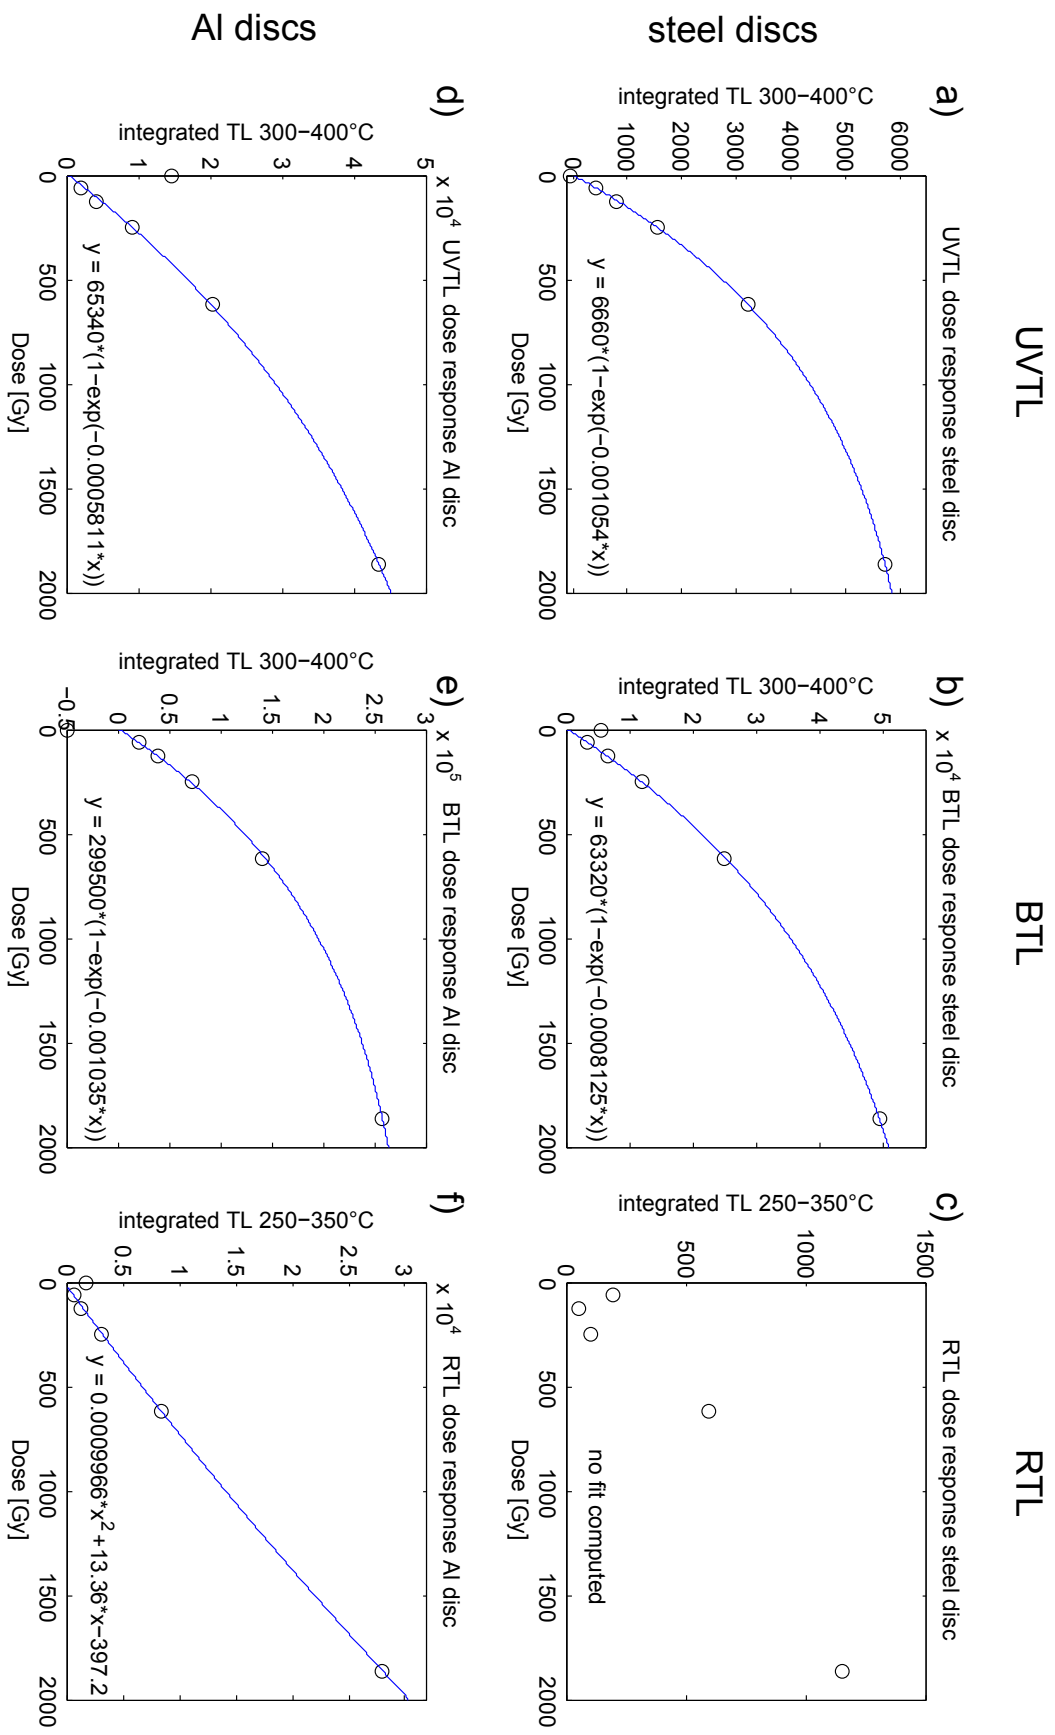 UVTL
BTL
RTL
steel discs
a)
UVTL dose response steel disc
integrated TL 300−400°C
6000
5000
4000
3000
2000
1000
0
y = 6660*(1−exp(−0.001054*x))
0 500 1000 1500 2000
Dose [Gy]
b)
x 10^4 BTL dose response steel disc
integrated TL 300−400°C
5
4
3
2
1
0
y = 63320*(1−exp(−0.0008125*x))
0 500 1000 1500 2000
Dose [Gy]
c)
RTL dose response steel disc
integrated TL 250−350°C
15000
10000
5000
0
no fit computed
0 500 1000 1500 2000
Dose [Gy]
Al discs
d)
x 10^4 UVTL dose response Al disc
integrated TL 300−400°C
5
4
3
2
1
0
y = 65340*(1−exp(−0.0005811*x))
0 500 1000 1500 2000
Dose [Gy]
e)
x 10^5 BTL dose response Al disc
integrated TL 300−400°C
3
2.5
2
1.5
1
0.5
0
−0.5
y = 299500*(1−exp(−0.001035*x))
0 500 1000 1500 2000
Dose [Gy]
f)
x 10^4 RTL dose response Al disc
integrated TL 250−350°C
3
2.5
2
1.5
1
0.5
0
y = 0.0009966*x^2+13.36*x−397.2
0 500 1000 1500 2000
Dose [Gy]